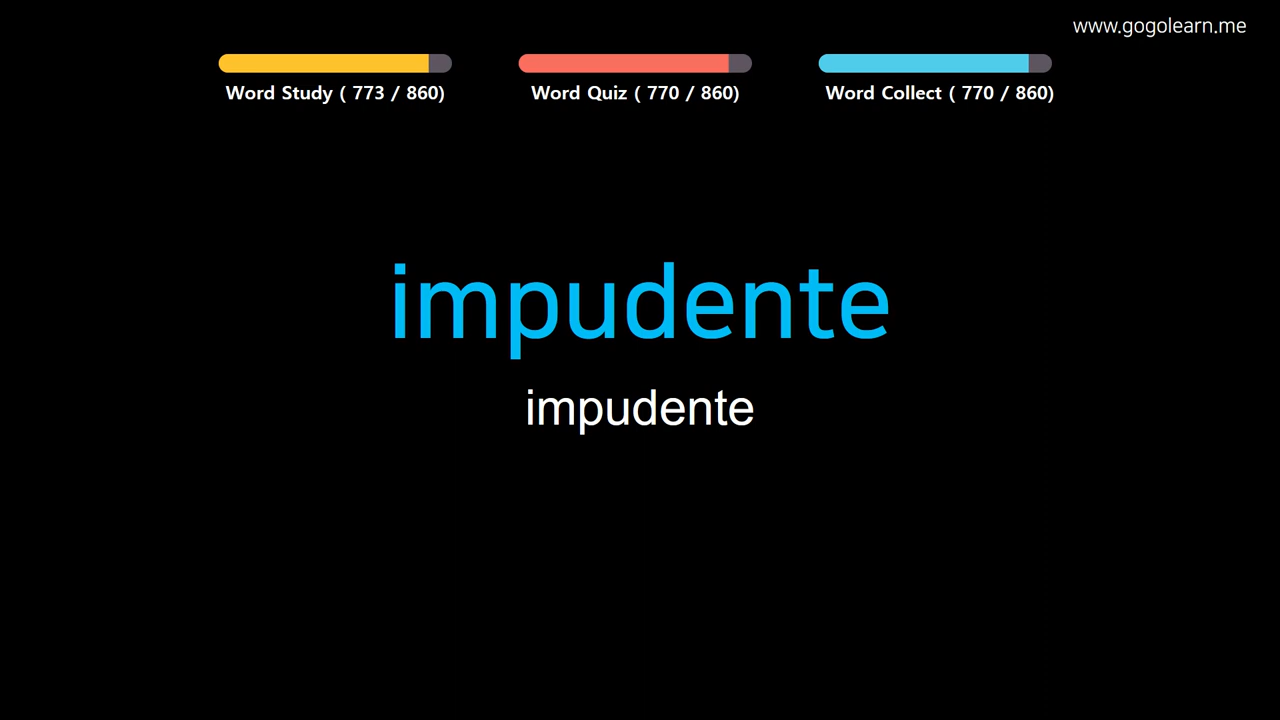 www.gogolearn.me
Word Study ( 773 / 860)
Word Quiz ( 770 / 860)
Word Collect ( 770 / 860)
impudente
impudente